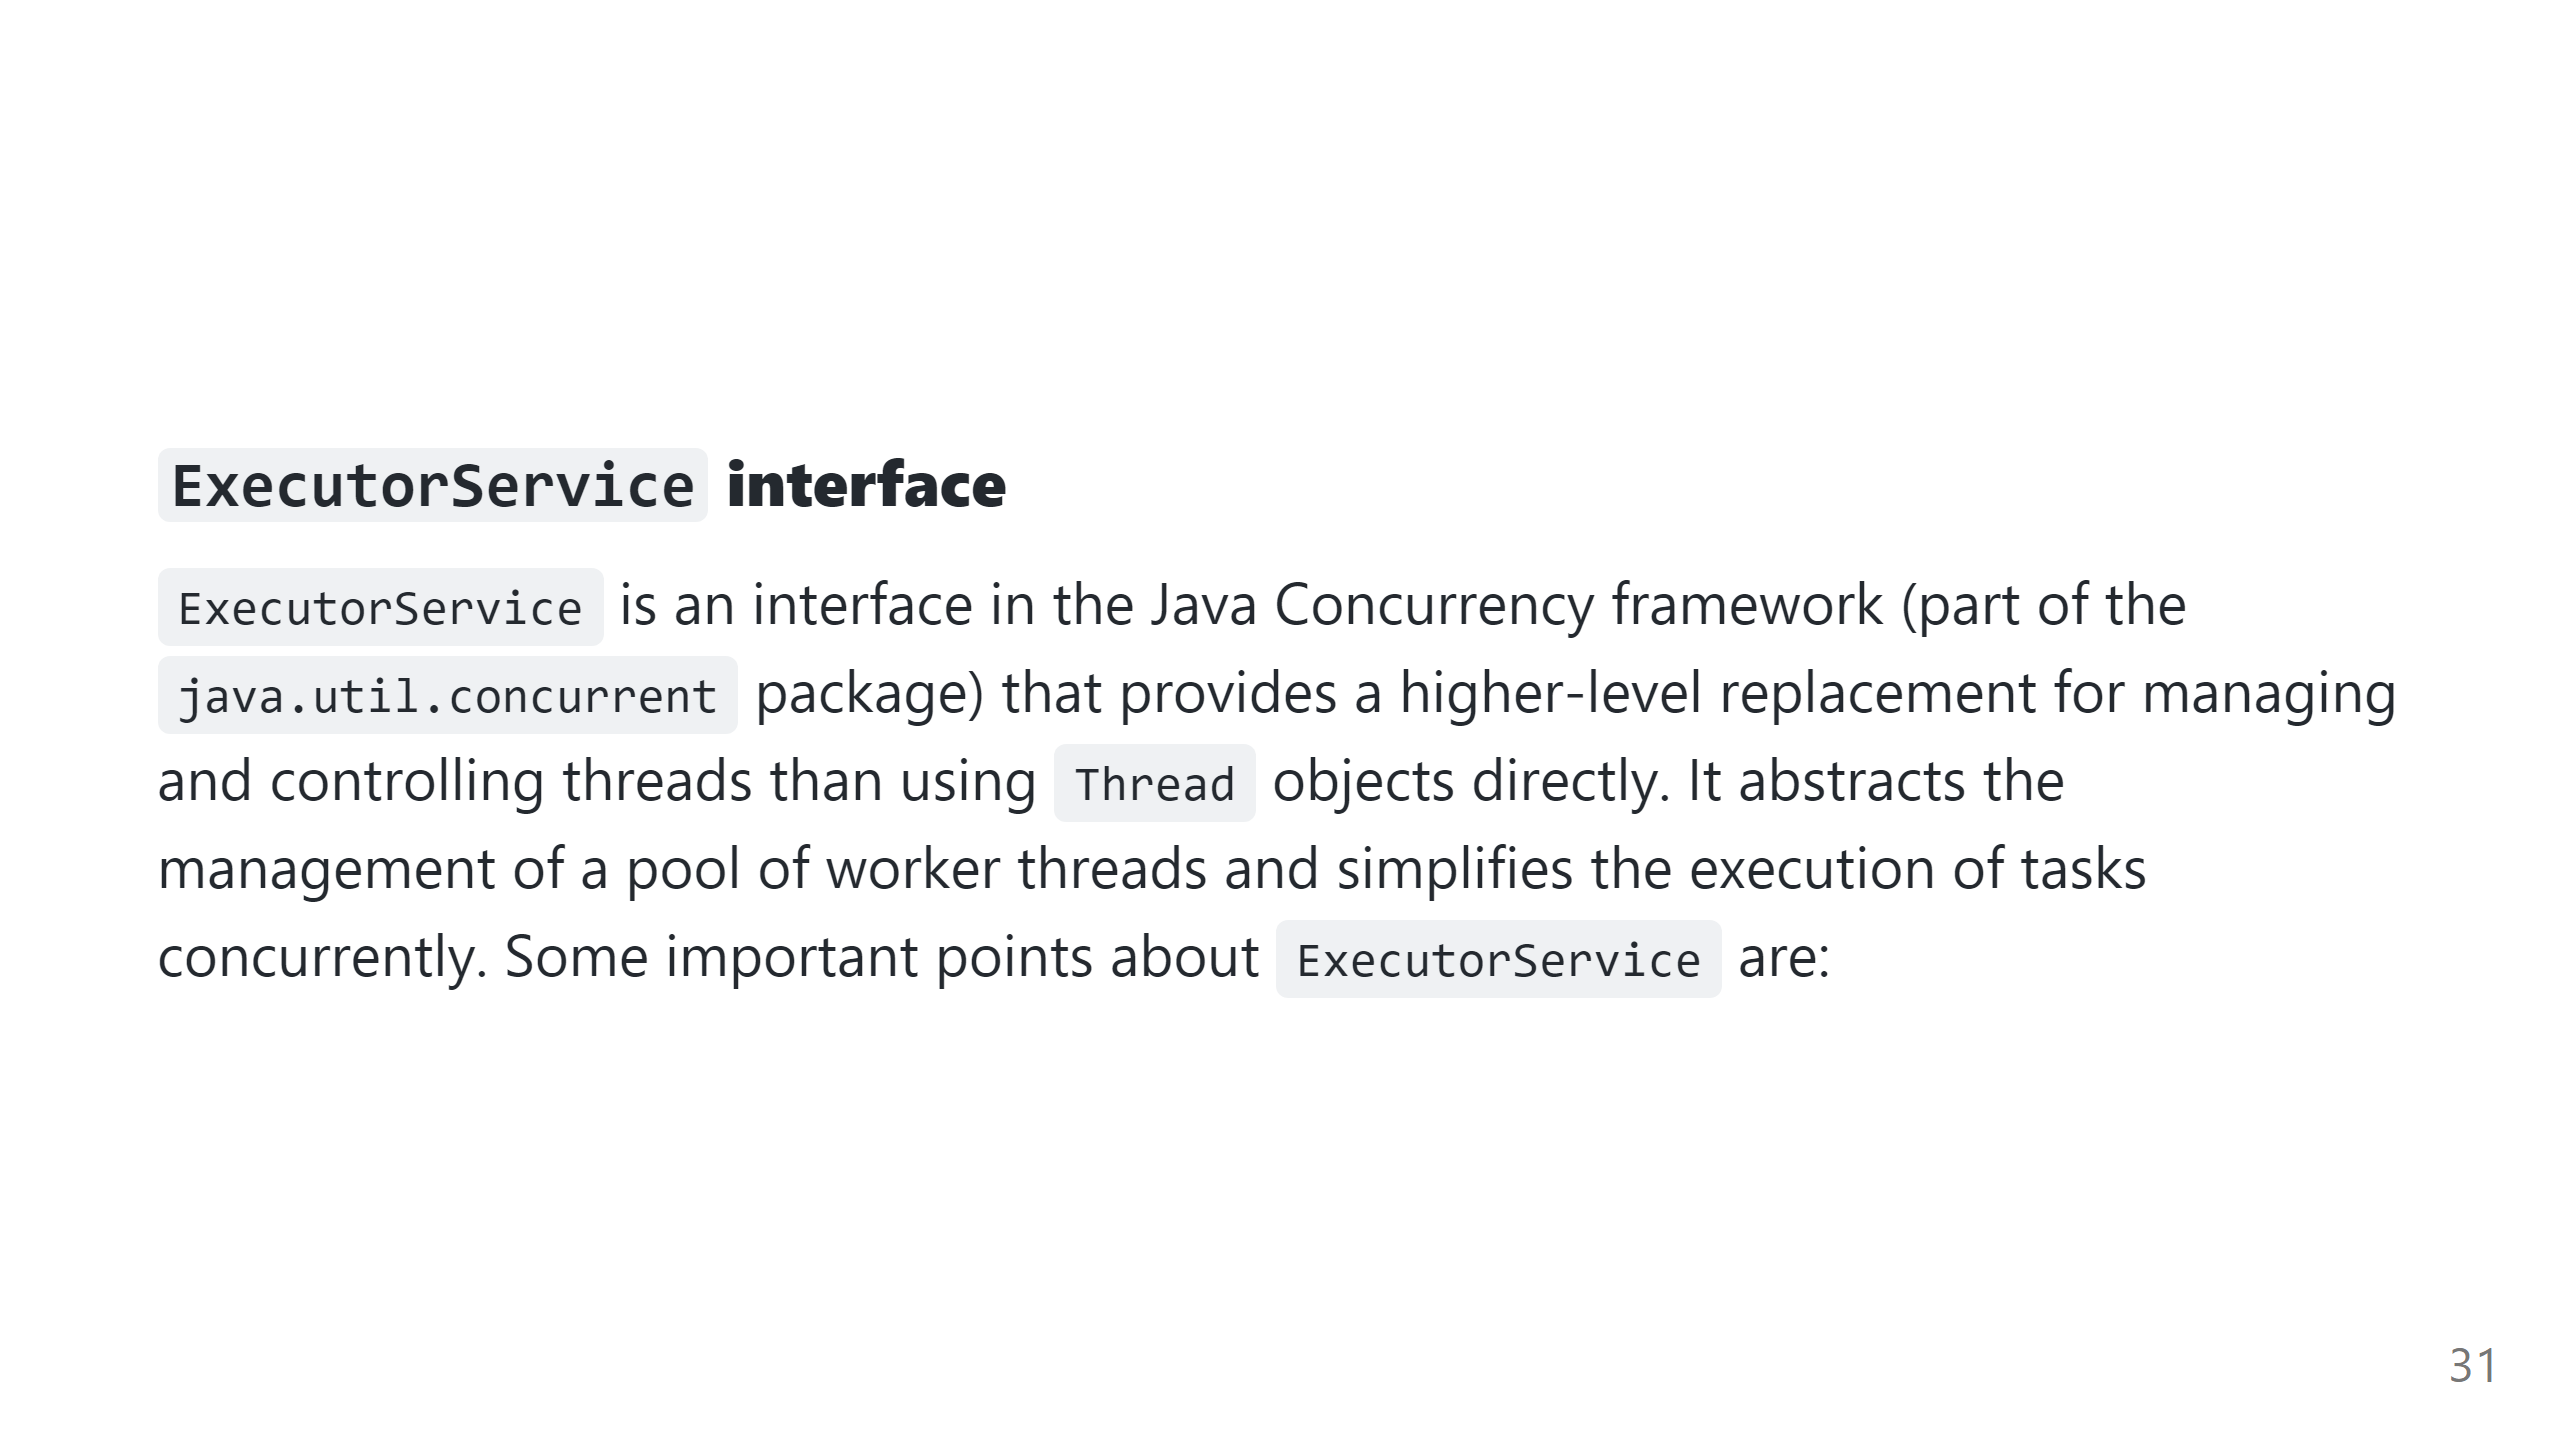 ExecutorService interface
ExecutorService is an interface in the Java Concurrency framework (part of the
java.util.concurrent package) that provides a higher-level replacement for managing
and controlling threads than using Thread objects directly. It abstracts the
management of a pool of worker threads and simplifies the execution of tasks
concurrently. Some important points about ExecutorService are:
31